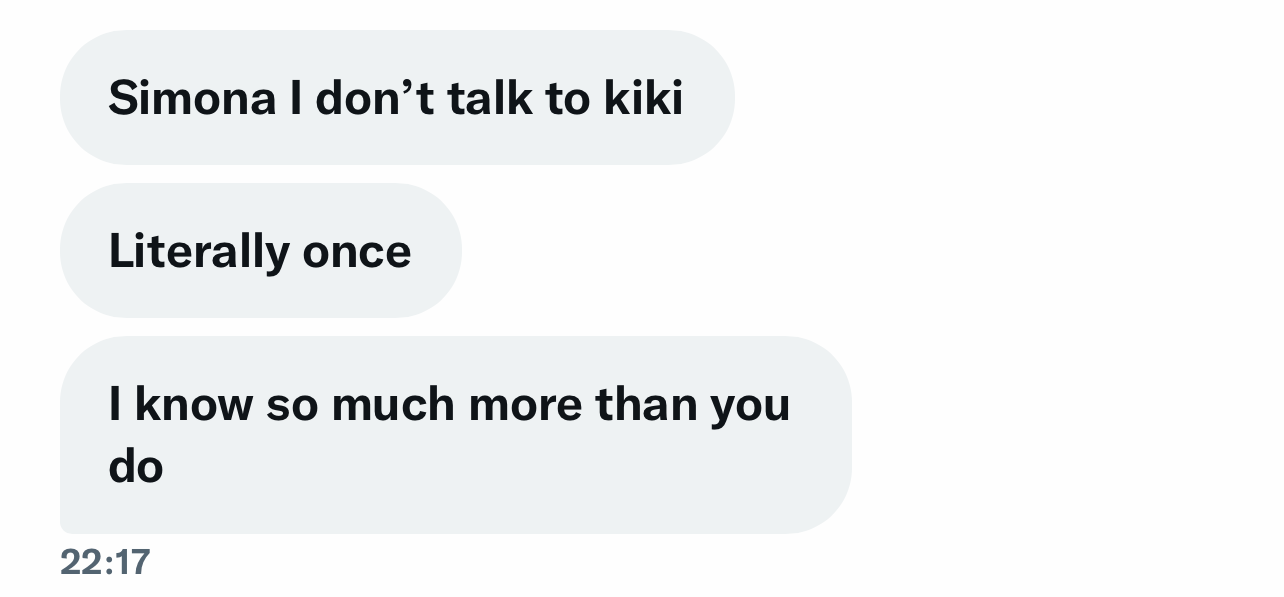 Simona I don’t talk to kiki
Literally once
I know so much more than you
do
22:17